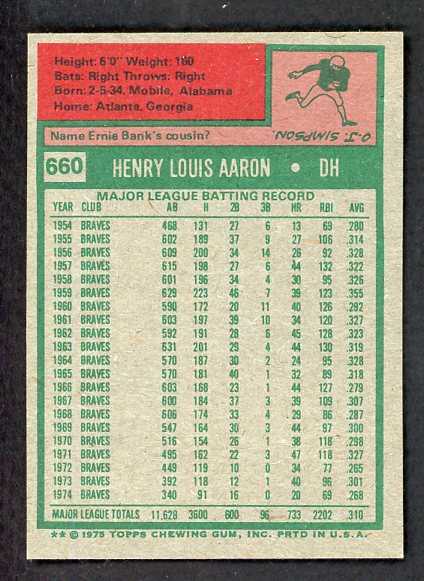 Height: 6'0" Weight: 180
Bats: Right Throws: Right
Born: 2-5-34, Mobile, Alabama
Home: Atlanta, Georgia
Name Ernie Bank's cousin?
O. J. SIMPSON
660 HENRY LOUIS AARON • DH
MAJOR LEAGUE BATTING RECORD
YEAR CLUB AB H 2B 3B HR RBI AVG
1954 BRAVES 468 131 27 6 13 69 .280
1955 BRAVES 602 189 37 9 27 106 .314
1956 BRAVES 609 200 34 14 26 92 .328
1957 BRAVES 615 198 27 6 44 132 .322
1958 BRAVES 601 196 34 4 30 95 .326
1959 BRAVES 629 223 46 7 39 123 .355
1960 BRAVES 590 172 20 11 40 126 .292
1961 BRAVES 603 197 39 10 34 120 .327
1962 BRAVES 592 191 28 6 45 128 .323
1963 BRAVES 631 201 29 4 44 130 .319
1964 BRAVES 570 187 30 2 24 95 .328
1965 BRAVES 570 181 40 1 32 89 .318
1966 BRAVES 603 168 23 1 44 127 .279
1967 BRAVES 600 184 37 3 39 109 .307
1968 BRAVES 606 174 33 4 29 86 .287
1969 BRAVES 547 164 30 3 44 97 .300
1970 BRAVES 516 154 26 1 38 118 .298
1971 BRAVES 495 162 22 3 47 118 .327
1972 BRAVES 449 119 10 0 34 77 .265
1973 BRAVES 392 118 12 1 40 96 .301
1974 BRAVES 340 91 16 0 20 69 .268
MAJOR LEAGUE TOTALS 11,628 3600 600 96 733 2202 .310
** © 1975 TOPPS CHEWING GUM, INC. PRTD IN U.S.A.